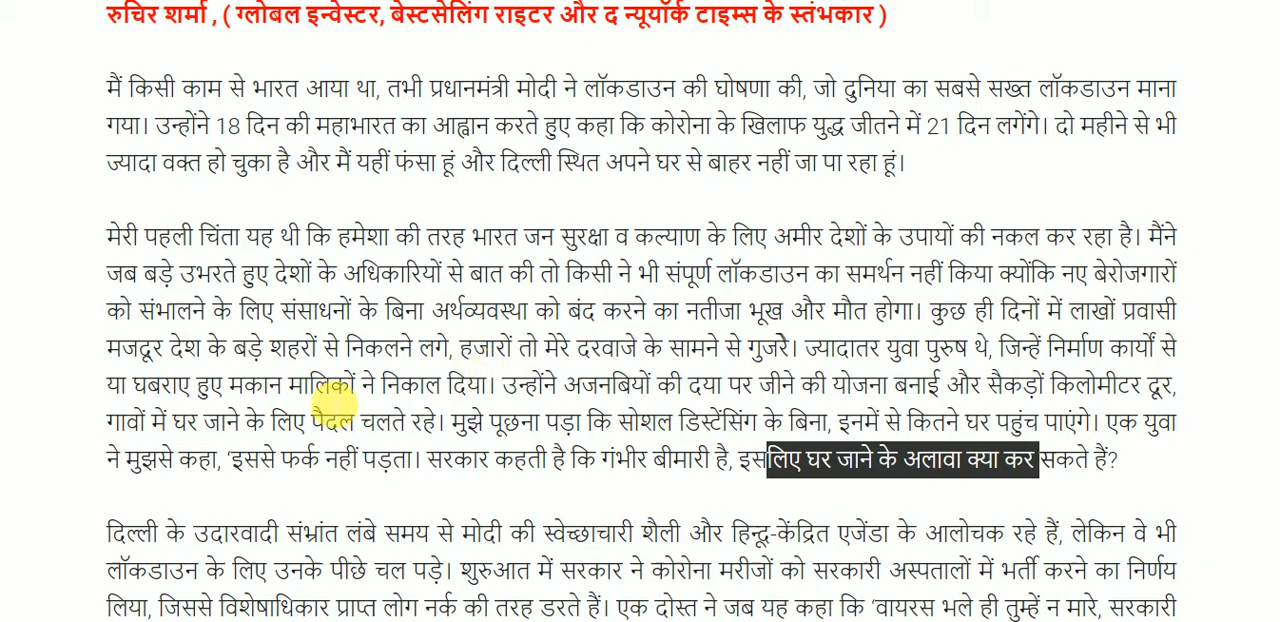 रुचिर शर्मा , ( ग्लोबल इन्वेस्टर, बेस्टसेलिंग राइटर और द न्यूयॉर्क टाइम्स के स्तंभकार )
मैं किसी काम से भारत आया था, तभी प्रधानमंत्री मोदी ने लॉकडाउन की घोषणा की, जो दुनिया का सबसे सख्त लॉकडाउन माना
गया। उन्होंने 18 दिन की महाभारत का आह्वान करते हुए कहा कि कोरोना के खिलाफ युद्ध जीतने में 21 दिन लगेंगे। दो महीने से भी
ज्यादा वक्त हो चुका है और मैं यहीं फंसा हूं और दिल्ली स्थित अपने घर से बाहर नहीं जा पा रहा हूं।
मेरी पहली चिंता यह थी कि हमेशा की तरह भारत जन सुरक्षा व कल्याण के लिए अमीर देशों के उपायों की नकल कर रहा है। मैंने
जब बड़े उभरते हुए देशों के अधिकारियों से बात की तो किसी ने भी संपूर्ण लॉकडाउन का समर्थन नहीं किया क्योंकि नए बेरोजगारों
को संभालने के लिए संसाधनों के बिना अर्थव्यवस्था को बंद करने का नतीजा भूख और मौत होगा। कुछ ही दिनों में लाखों प्रवासी
मजदूर देश के बड़े शहरों से निकलने लगे, हजारों तो मेरे दरवाजे के सामने से गुजरे। ज्यादातर युवा पुरुष थे, जिन्हें निर्माण कार्यों से
या घबराए हुए मकान मालिकों ने निकाल दिया। उन्होंने अजनबियों की दया पर जीने की योजना बनाई और सैकड़ों किलोमीटर दूर,
गावों में घर जाने के लिए पैदल चलते रहे। मुझे पूछना पड़ा कि सोशल डिस्टेंसिंग के बिना, इनमें से कितने घर पहुंच पाएंगे। एक युवा
ने मुझसे कहा, ‘इससे फर्क नहीं पड़ता। सरकार कहती है कि गंभीर बीमारी है, इसलिए घर जाने के अलावा क्या कर सकते हैं?
दिल्ली के उदारवादी संभ्रांत लंबे समय से मोदी की स्वेच्छाचारी शैली और हिन्दू-केंद्रित एजेंडा के आलोचक रहे हैं, लेकिन वे भी
लॉकडाउन के लिए उनके पीछे चल पड़े। शुरुआत में सरकार ने कोरोना मरीजों को सरकारी अस्पतालों में भर्ती करने का निर्णय
लिया, जिससे विशेषाधिकार प्राप्त लोग नर्क की तरह डरते हैं। एक दोस्त ने जब यह कहा कि ‘वायरस भले ही तुम्हें न मारे, सरकारी